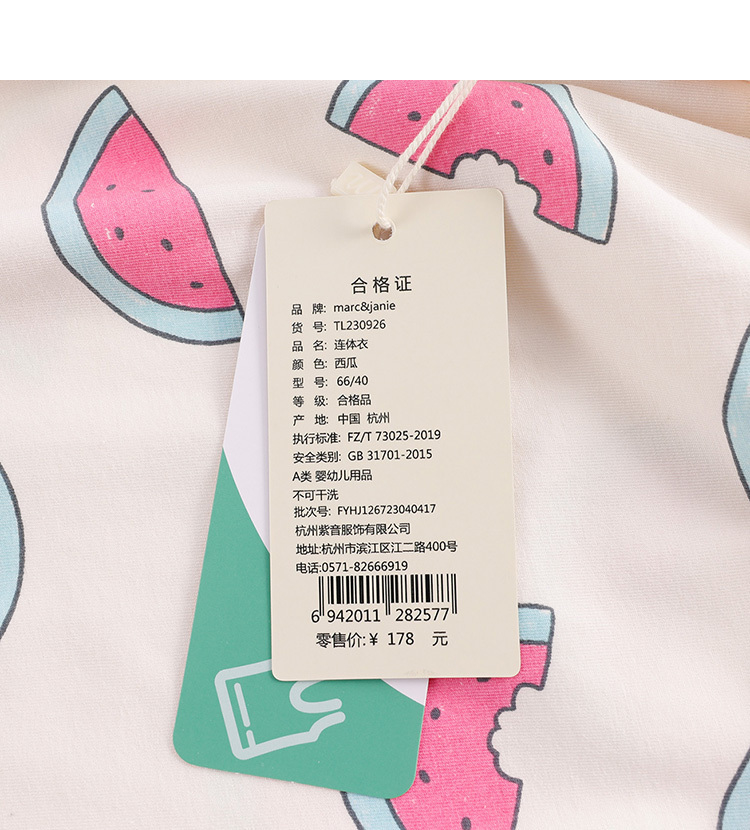 合格证
品 牌: marc&janie
货 号: TL230926
品 名: 连体衣
颜 色: 西瓜
型 号: 66/40
等 级: 合格品
产 地: 中国 杭州
执行标准: FZ/T 73025-2019
安全类别: GB 31701-2015
A类 婴幼儿用品
不可干洗
批次号: FYHJ126723040417
杭州紫音服饰有限公司
地址:杭州市滨江区江二路400号
电话:0571-82666919
6 942011 282577
零售价:¥ 178 元